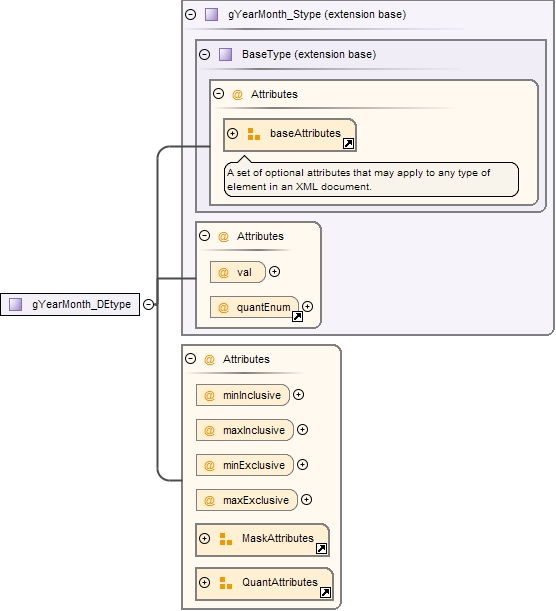 gYearMonth_Stype (extension base)
BaseType (extension base)
@ Attributes
baseAttributes
A set of optional attributes that may apply to any type of
element in an XML document.
@ Attributes
@ val
gYearMonth_DEtype
@ quantEnum
@ Attributes
@ minInclusive
@ maxInclusive
@ minExclusive
@ maxExclusive
MaskAttributes
QuantAttributes